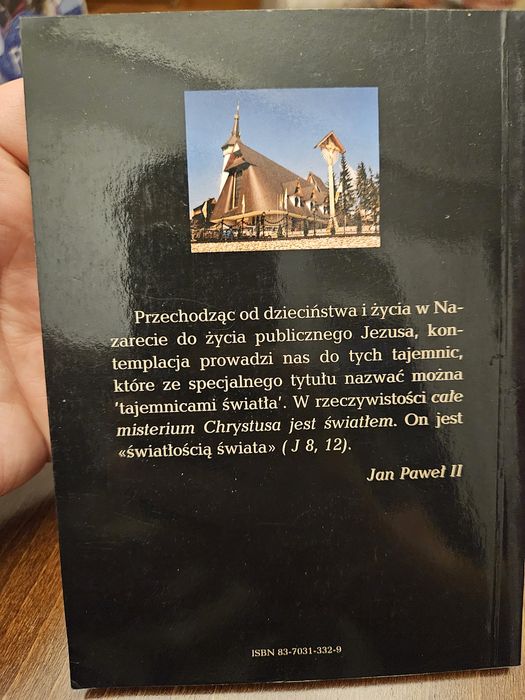 Przechodząc od dzieciństwa i życia w Na-
zarecie do życia publicznego Jezusa, kon-
templacja prowadzi nas do tych tajemnic,
które ze specjalnego tytułu nazwać można
'tajemnicami światła'. W rzeczywistości całe
misterium Chrystusa jest światłem. On jest
«światłością świata» ( J 8, 12).
Jan Paweł II
ISBN 83-7031-332-9